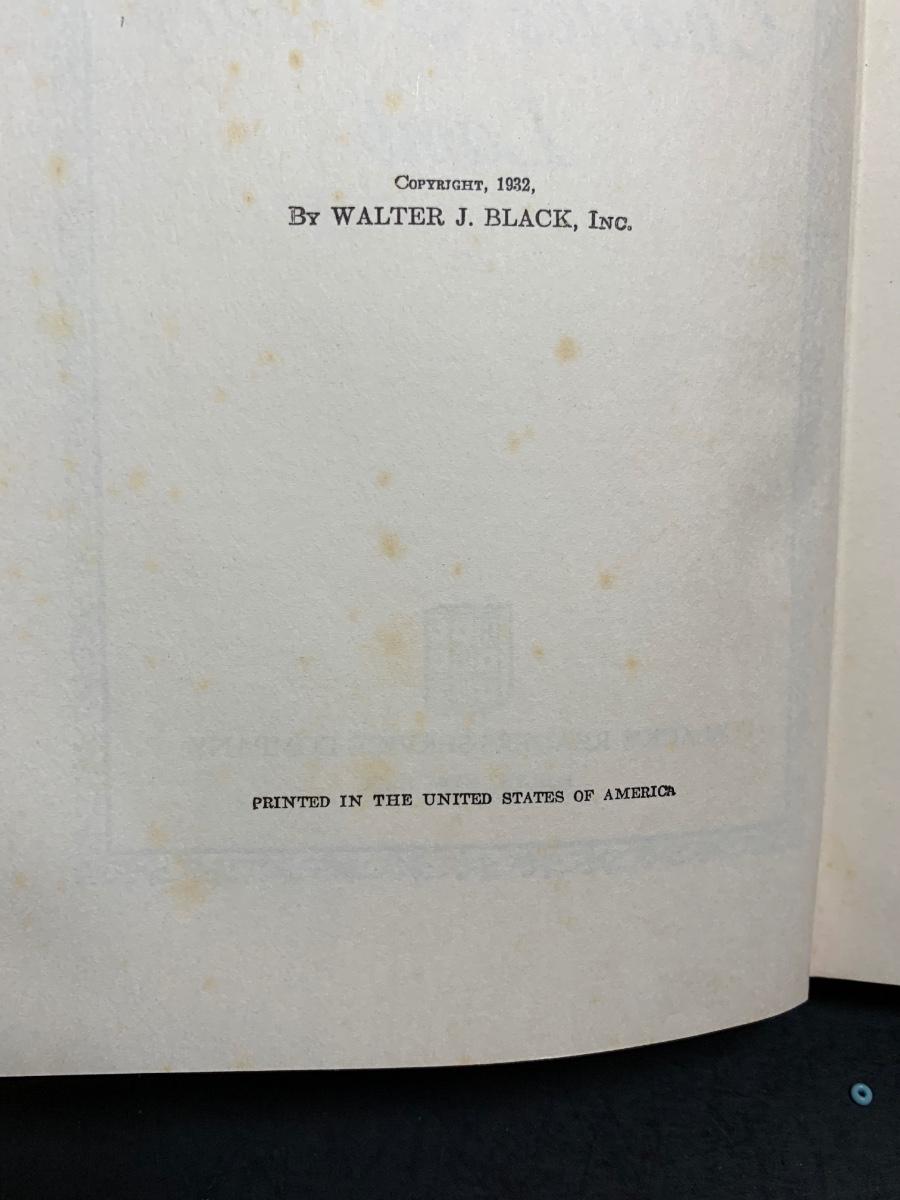 COPYRIGHT, 1932,
BY WALTER J. BLACK, INC.
PRINTED IN THE UNITED STATES OF AMERICA